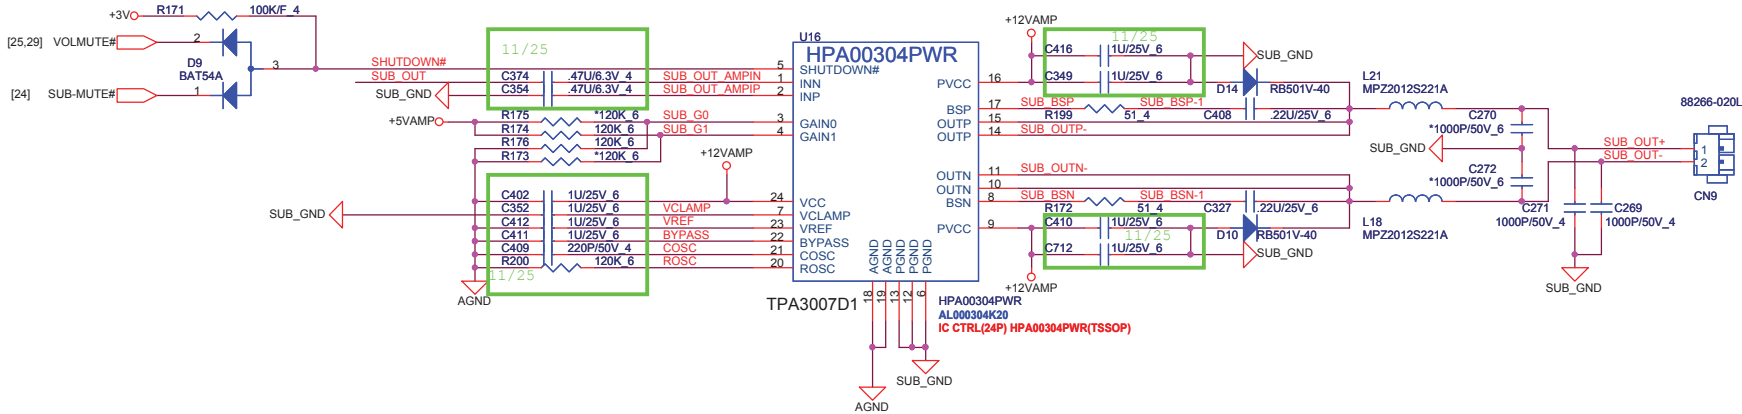 +3V
R171 100K/F_4
[25,29] VOLMUTE#
2
D9
BAT54A
3
[24] SUB-MUTE#
1
SHUTDOWN#
SUB_OUT
SUB_GND
11/25
C374 .47U/6.3V_4 SUB_OUT_AMPIN
C354 .47U/6.3V_4 SUB_OUT_AMPIP
+5VAMP
R175 *120K_6 SUB_G0
R174 120K_6 SUB_G1
R176 120K_6
R173 *120K_6
+12VAMP
SUB_GND
C402 1U/25V_6
C352 1U/25V_6 VCLAMP
C412 1U/25V_6 VREF
C411 1U/25V_6 BYPASS
C409 220P/50V_4 COSC
R200 120K_6 ROSC
11/25
AGND
U16
HPA00304PWR
5 SHUTDOWN#
1 INN
2 INP
3 GAIN0
4 GAIN1
24 VCC
7 VCLAMP
23 VREF
22 BYPASS
21 COSC
20 ROSC
PVCC 16
BSP 17
OUTP 15
OUTP 14
OUTN 11
OUTN 10
BSN 8
PVCC 9
AGND AGND PGND PGND PGND
18 19 13 12 6
TPA3007D1
HPA00304PWR
AL000304K20
IC CTRL(24P) HPA00304PWR(TSSOP)
AGND
SUB_GND
+12VAMP
11/25
C416 1U/25V_6
SUB_GND
C349 1U/25V_6
D14 RB501V-40
SUB_BSP SUB_BSP-1
R199 51_4 C408 .22U/25V_6
SUB_OUTP-
SUB_OUTN-
SUB_BSN SUB_BSN-1
R172 51_4 C327 .22U/25V_6
C410 1U/25V_6
11/25
D10 RB501V-40
C712 1U/25V_6
SUB_GND
+12VAMP
L21
MPZ2012S221A
L18
MPZ2012S221A
C270
*1000P/50V_6
SUB_GND
C272
*1000P/50V_6
C271
1000P/50V_4
C269
1000P/50V_4
SUB_GND
88266-020L
SUB_OUT+ 1
SUB_OUT- 2
CN9